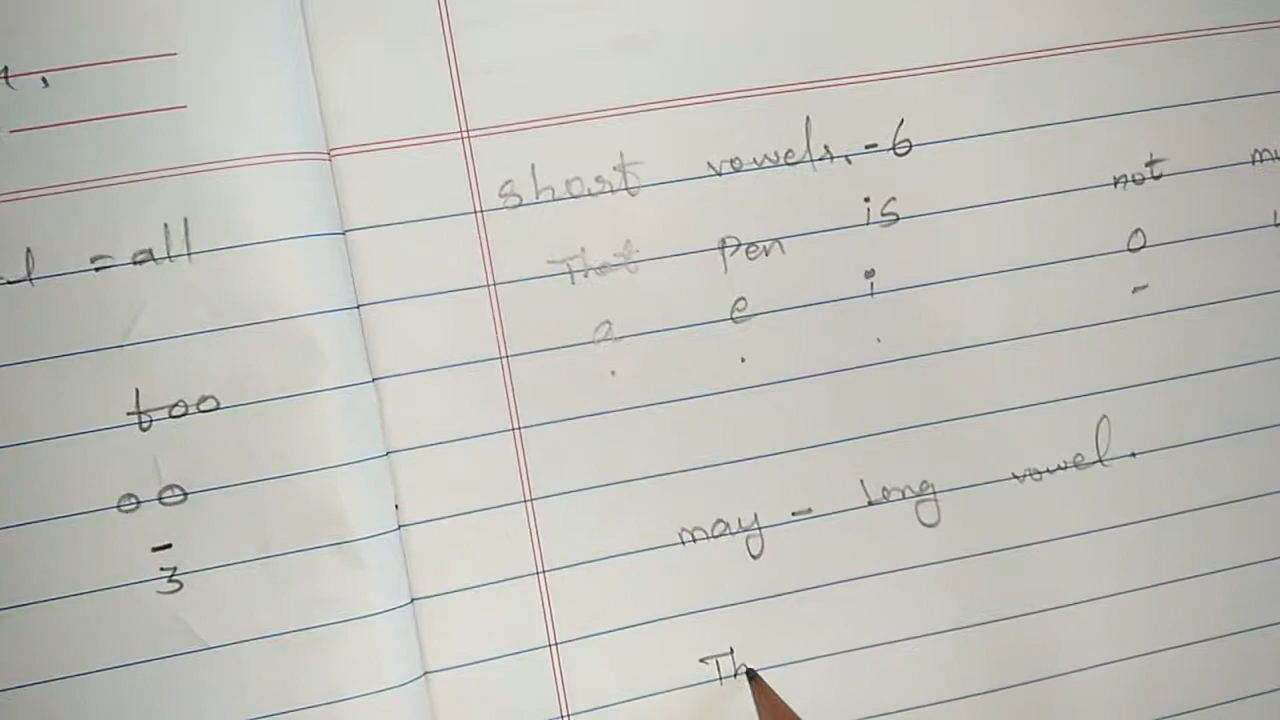 = all
too
oo
3
short vowels. - 6
That Pen is not
a e i o
may - long vowel.
Th